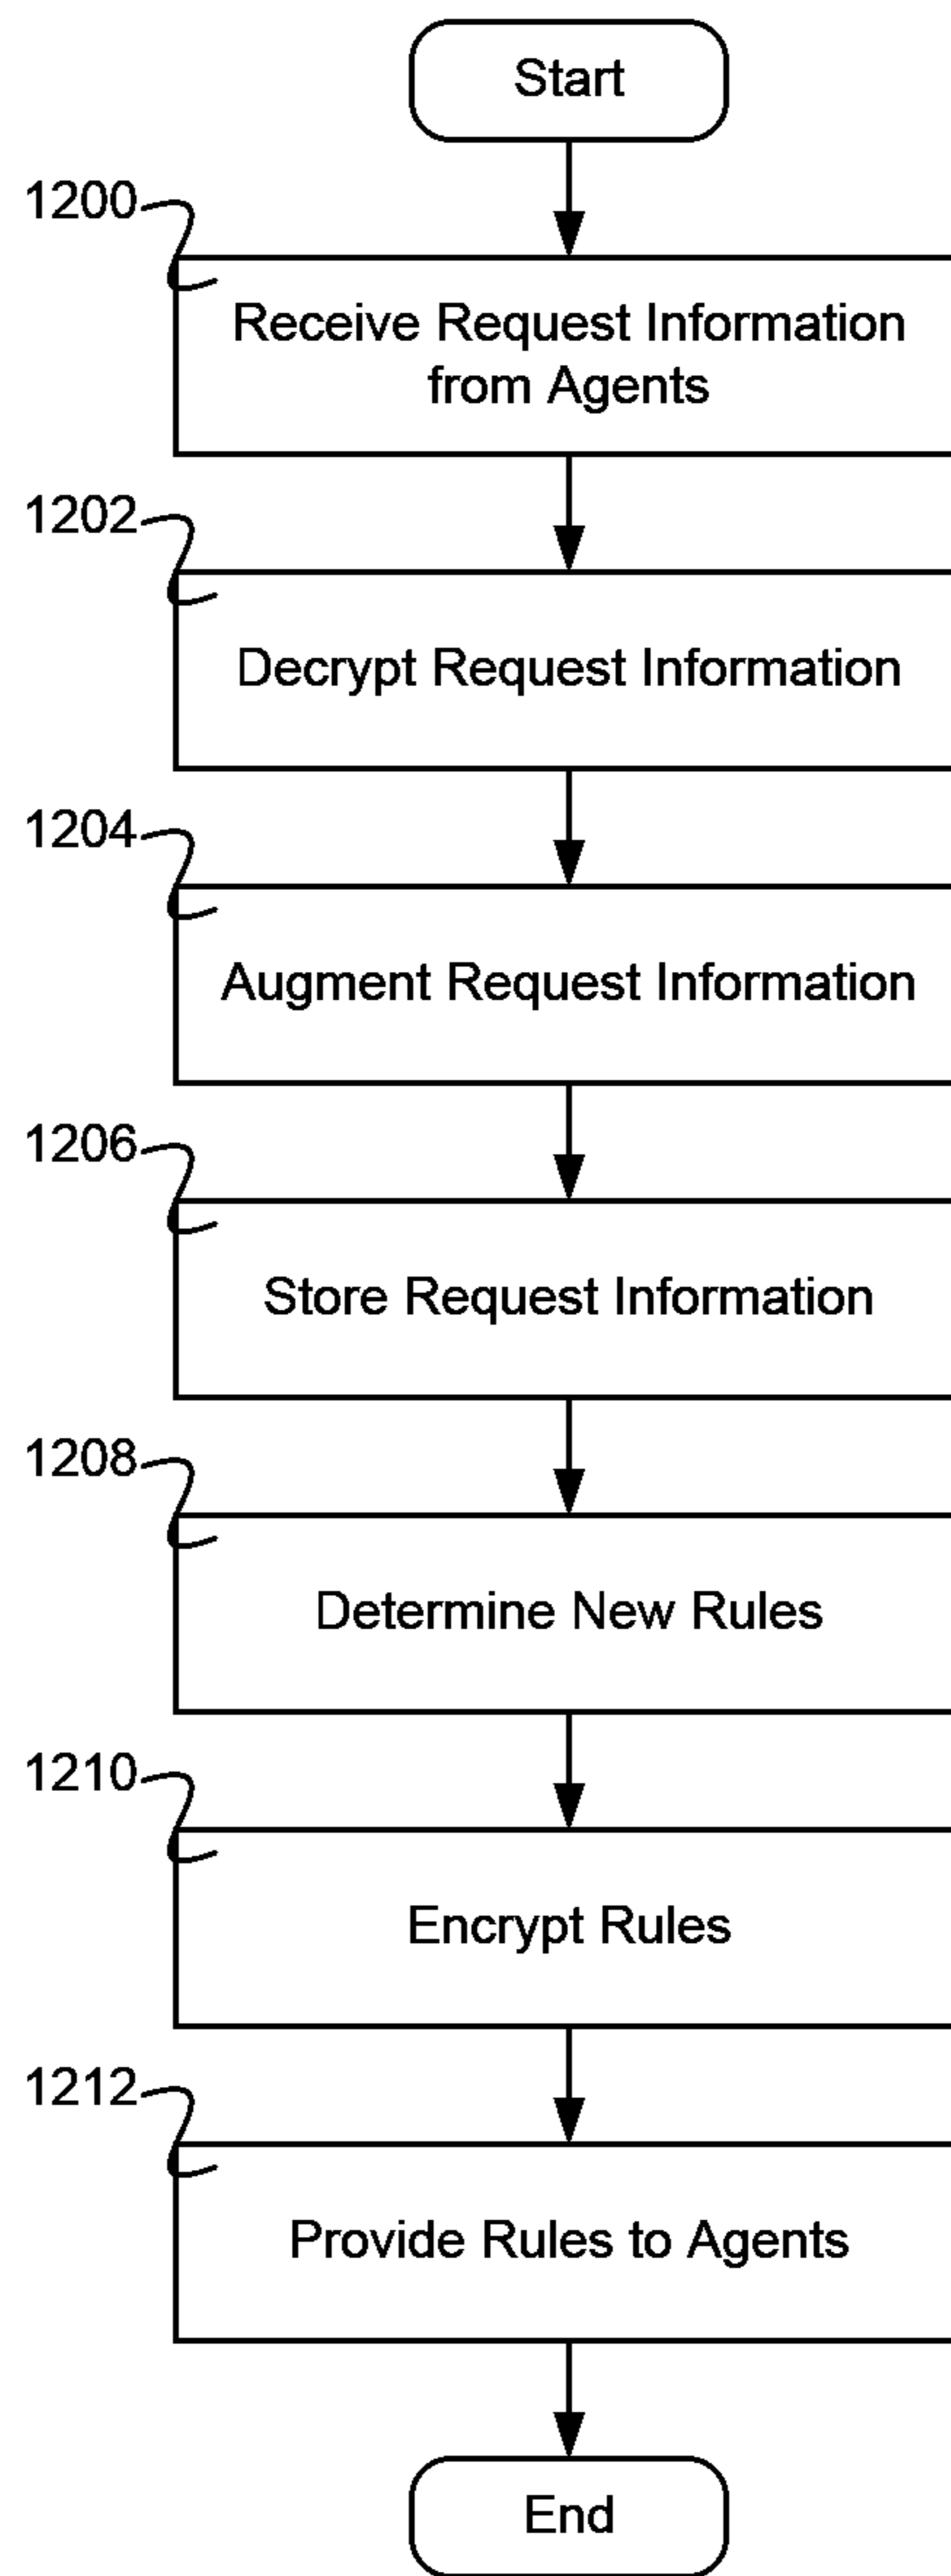 Start
1200
Receive Request Information
from Agents
1202
Decrypt Request Information
1204
Augment Request Information
1206
Store Request Information
1208
Determine New Rules
1210
Encrypt Rules
1212
Provide Rules to Agents
End